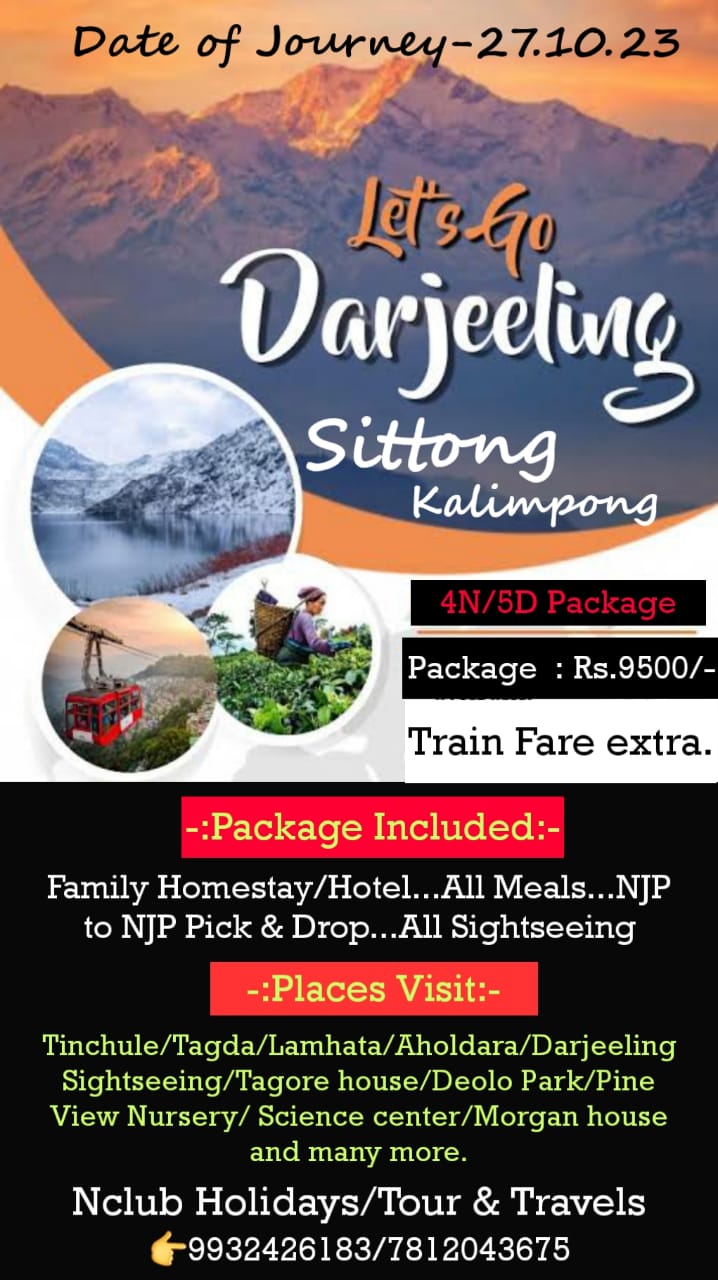 Date of Journey-27.10.23
Let's Go
Darjeeling
Sittong
Kalimpong
4N/5D Package
Package : Rs.9500/-
Train Fare extra.
-:Package Included:-
Family Homestay/Hotel...All Meals...NJP
to NJP Pick & Drop...All Sightseeing
-:Places Visit:-
Tinchule/Tagda/Lamhata/Aholdara/Darjeeling
Sightseeing/Tagore house/Deolo Park/Pine
View Nursery/ Science center/Morgan house
and many more.
Nclub Holidays/Tour & Travels
👉9932426183/7812043675